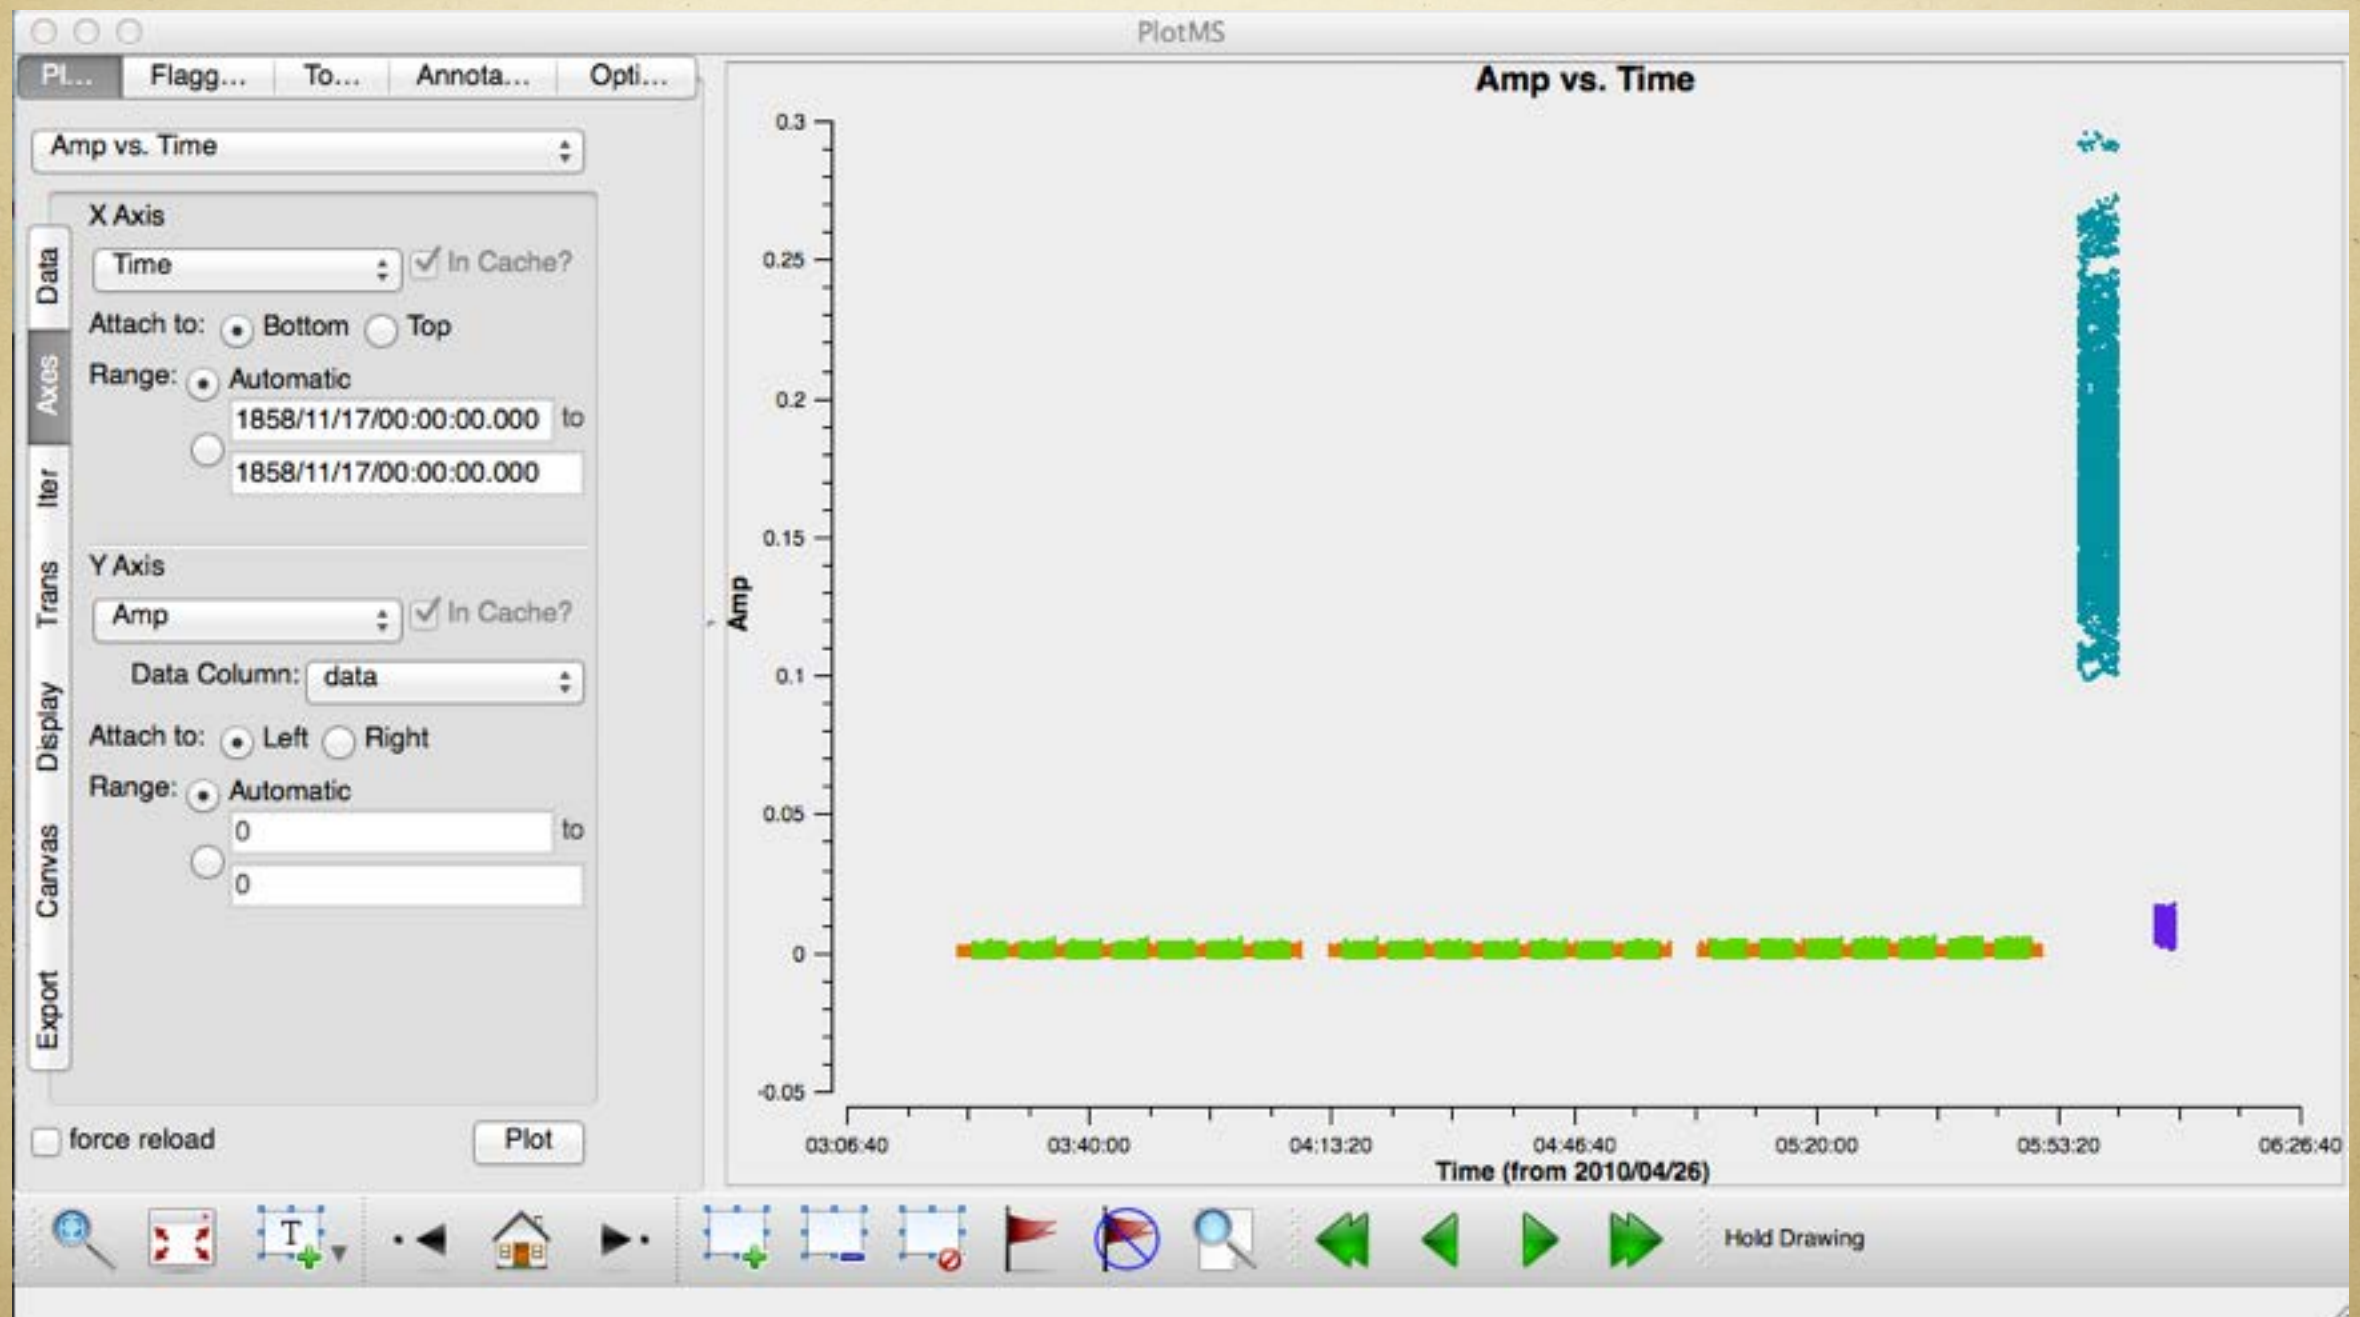 PlotMS
Pl... Flagg... To... Annota... Opti...
Amp vs. Time
X Axis
Time In Cache?
Attach to: Bottom Top
Range: Automatic
1858/11/17/00:00:00.000 to
1858/11/17/00:00:00.000
Y Axis
Amp In Cache?
Data Column: data
Attach to: Left Right
Range: Automatic
0 to
0
Data
Axes
Iter
Trans
Display
Canvas
Export
force reload Plot
Amp vs. Time
0.3
0.25
0.2
0.15
0.1
0.05
0
-0.05
Amp
03:06:40 03:40:00 04:13:20 04:46:40 05:20:00 05:53:20 06:26:40
Time (from 2010/04/26)
T
Hold Drawing